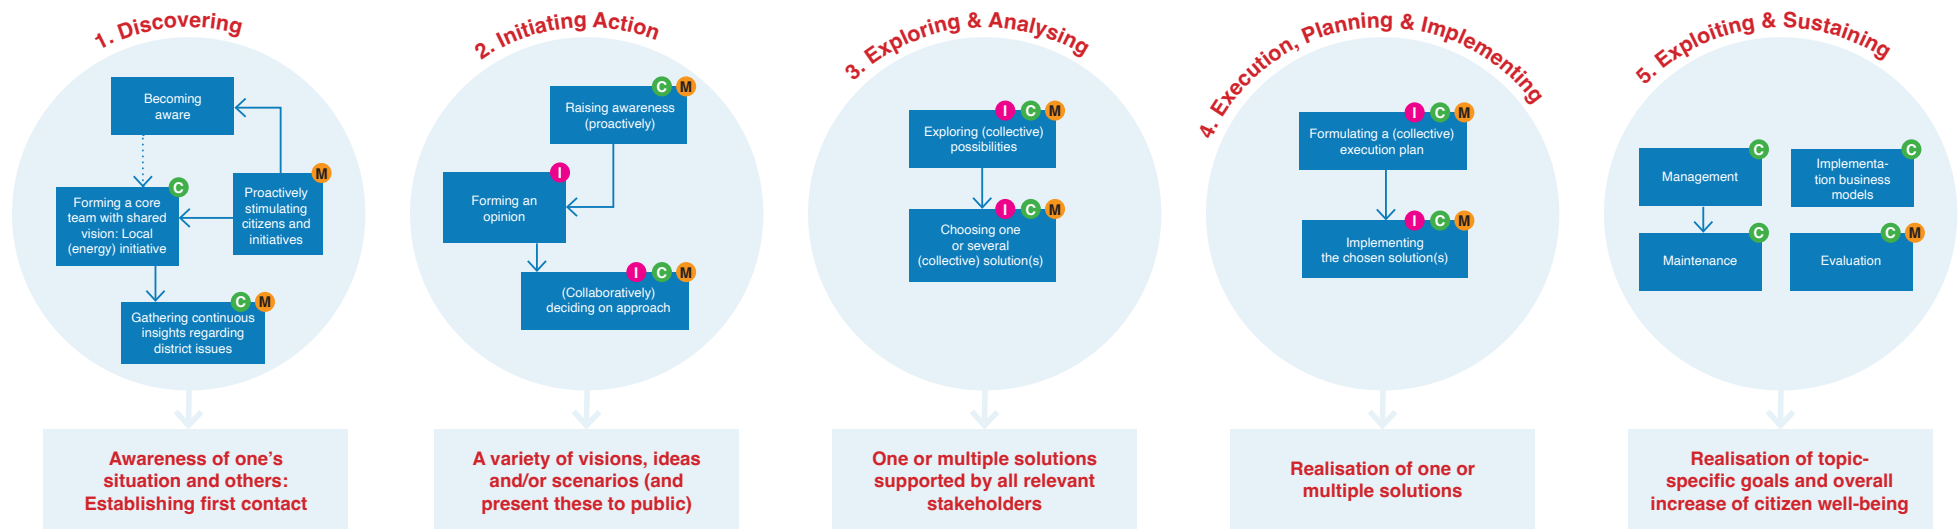 1. Discovering
Becoming
aware
M
Proactively
stimulating
citizens and
initiatives
C
Forming a core
team with shared
vision: Local
(energy) initiative
C M
Gathering continuous
insights regarding
district issues
Awareness of one's
situation and others:
Establishing first contact
2. Initiating Action
C M
Raising awareness
(proactively)
I
Forming an
opinion
I C M
(Collaboratively)
deciding on approach
A variety of visions, ideas
and/or scenarios (and
present these to public)
3. Exploring & Analysing
I C M
Exploring (collective)
possibilities
I C M
Choosing one
or several
(collective) solution(s)
One or multiple solutions
supported by all relevant
stakeholders
4. Execution, Planning & Implementing
I C M
Formulating a (collective)
execution plan
I C M
Implementing
the chosen solution(s)
Realisation of one or
multiple solutions
5. Exploiting & Sustaining
C
Management
C
Implementa-
tion business
models
C
Maintenance
C M
Evaluation
Realisation of topic-
specific goals and overall
increase of citizen well-being